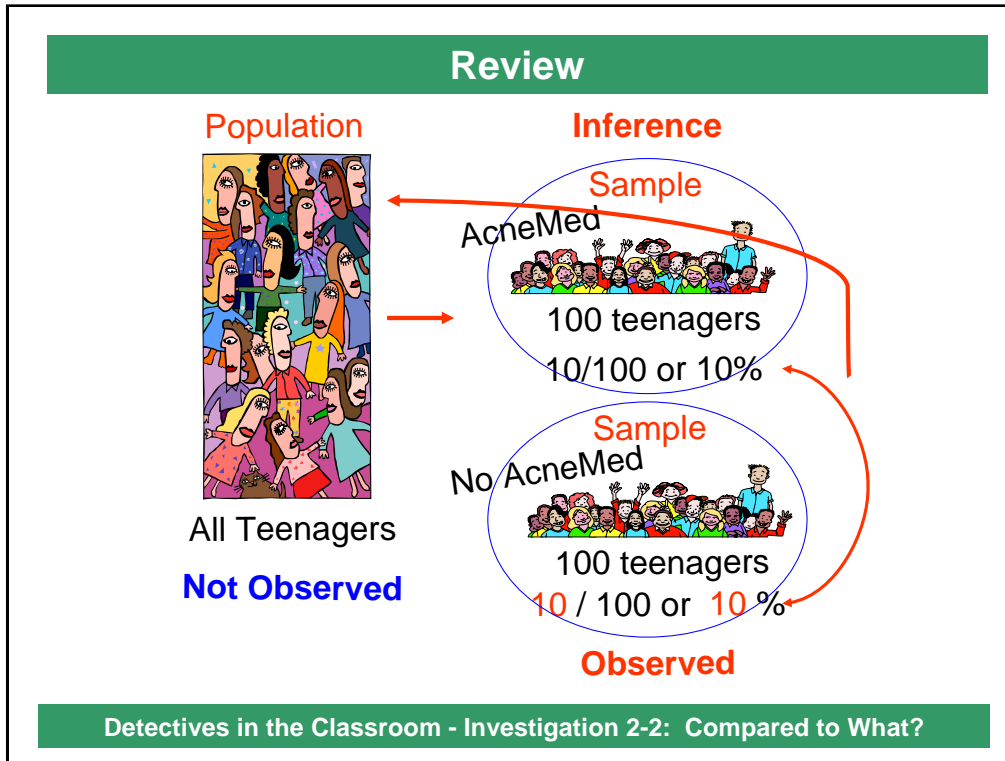 Review
Population
All Teenagers
Not Observed
Inference
Sample
AcneMed
100 teenagers
10/100 or 10%
Sample
No AcneMed
100 teenagers
10 / 100 or 10 %
Observed
Detectives in the Classroom - Investigation 2-2: Compared to What?